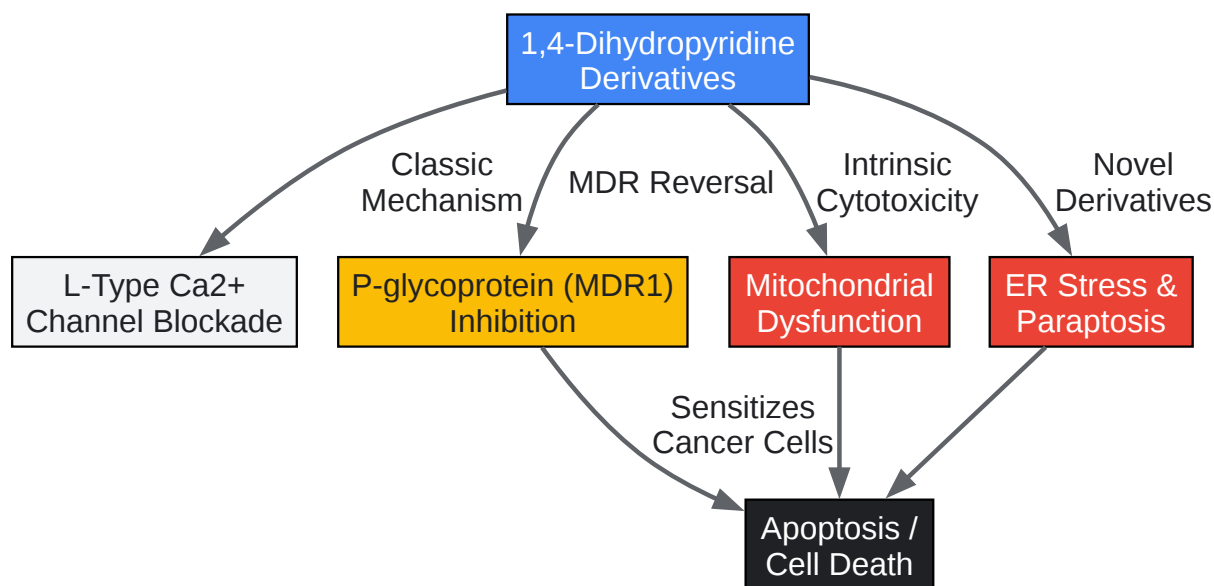 1,4-Dihydropyridine
Derivatives
Classic
Mechanism
MDR Reversal
Intrinsic
Cytotoxicity
Novel
Derivatives
L-Type Ca2+
Channel Blockade
P-glycoprotein (MDR1)
Inhibition
Mitochondrial
Dysfunction
ER Stress &
Paraptosis
Sensitizes
Cancer Cells
Apoptosis /
Cell Death